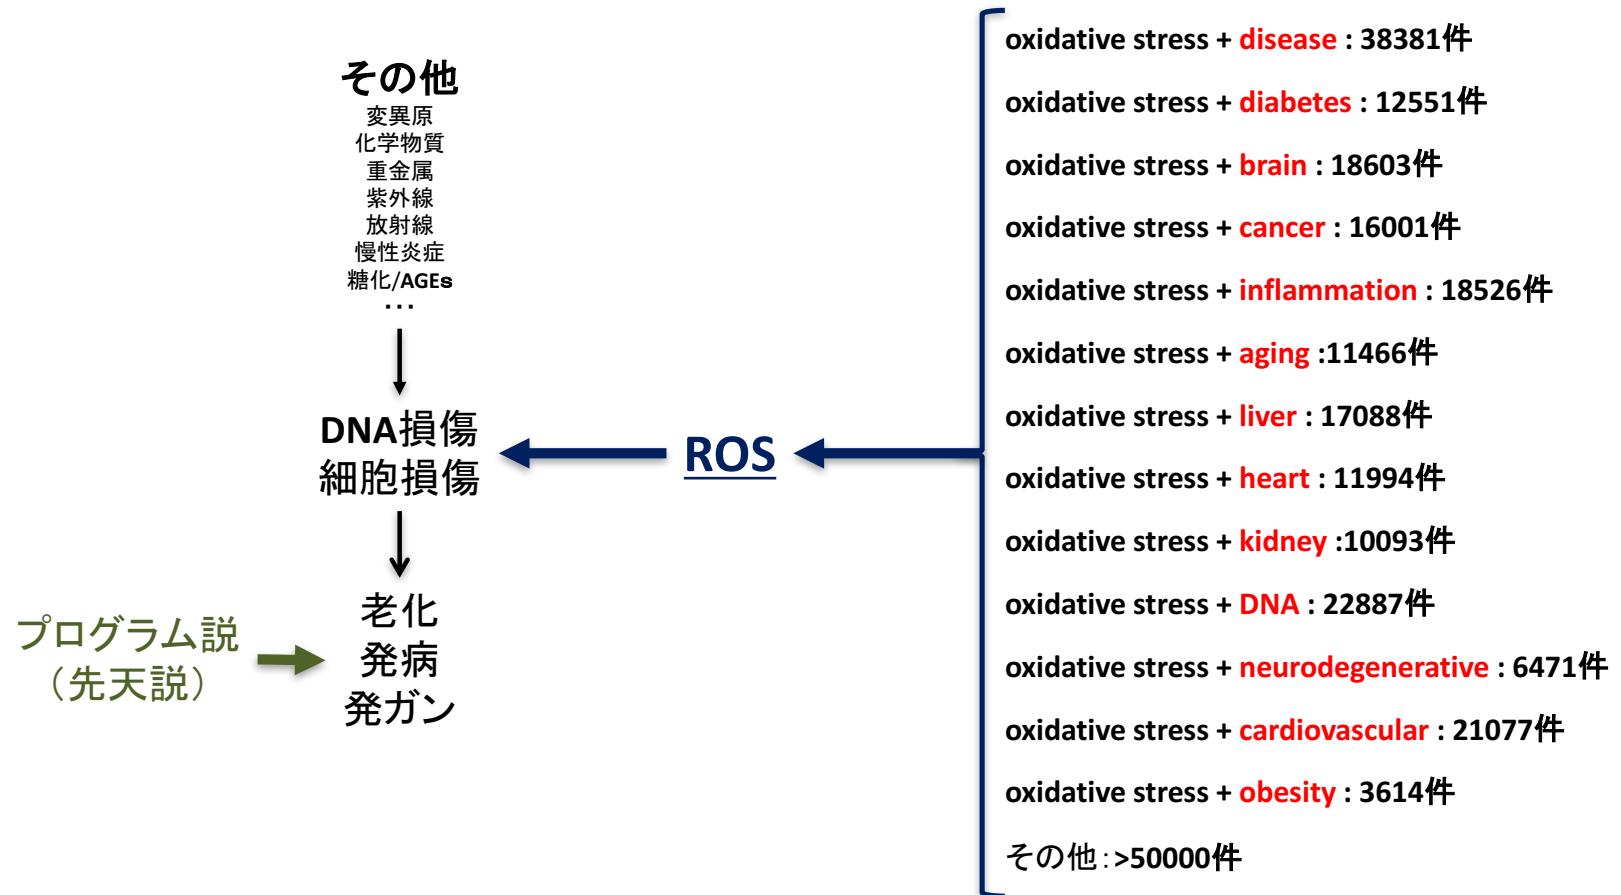 その他
変異原
化学物質
重金属
紫外線
放射線
慢性炎症
糖化/AGEs
…
DNA損傷
細胞損傷
老化
発病
発ガン
プログラム説
（先天説）
ROS
oxidative stress + disease : 38381件
oxidative stress + diabetes : 12551件
oxidative stress + brain : 18603件
oxidative stress + cancer : 16001件
oxidative stress + inflammation : 18526件
oxidative stress + aging :11466件
oxidative stress + liver : 17088件
oxidative stress + heart : 11994件
oxidative stress + kidney :10093件
oxidative stress + DNA : 22887件
oxidative stress + neurodegenerative : 6471件
oxidative stress + cardiovascular : 21077件
oxidative stress + obesity : 3614件
その他：>50000件